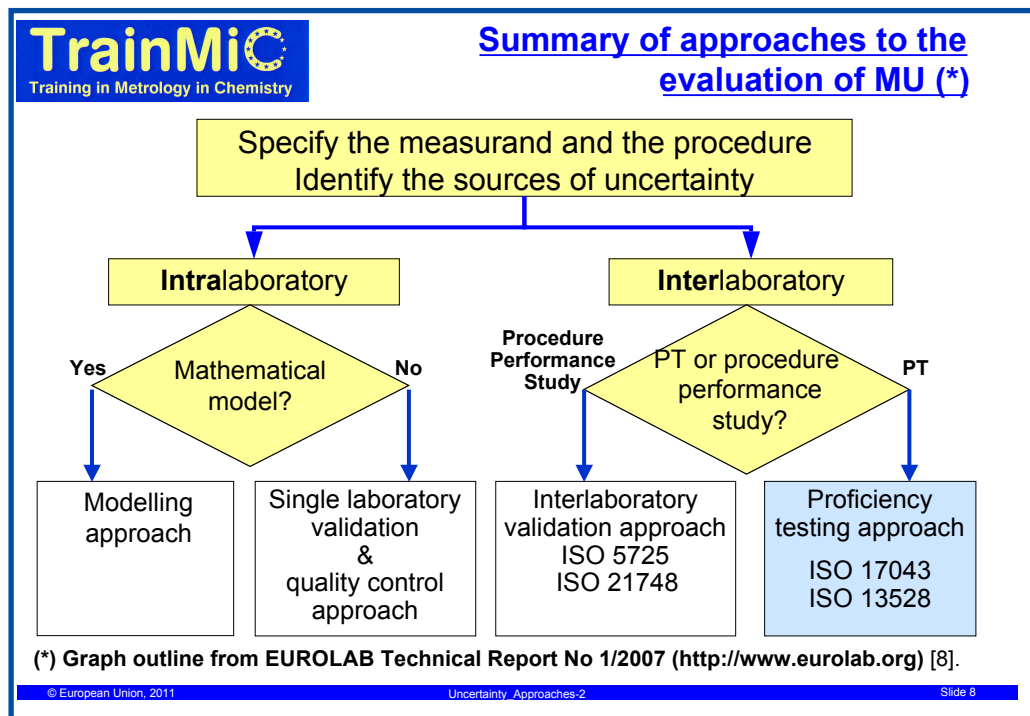 TrainMiC
Training in Metrology in Chemistry
Summary of approaches to the
evaluation of MU (*)
Specify the measurand and the procedure
Identify the sources of uncertainty
Intralaboratory
Interlaboratory
Yes
Mathematical
model?
No
Procedure
Performance
Study
PT or procedure
performance
study?
PT
Modelling
approach
Single laboratory
validation
&
quality control
approach
Interlaboratory
validation approach
ISO 5725
ISO 21748
Proficiency
testing approach
ISO 17043
ISO 13528
(*) Graph outline from EUROLAB Technical Report No 1/2007 (http://www.eurolab.org) [8].
© European Union, 2011
Uncertainty_Approaches-2
Slide 8